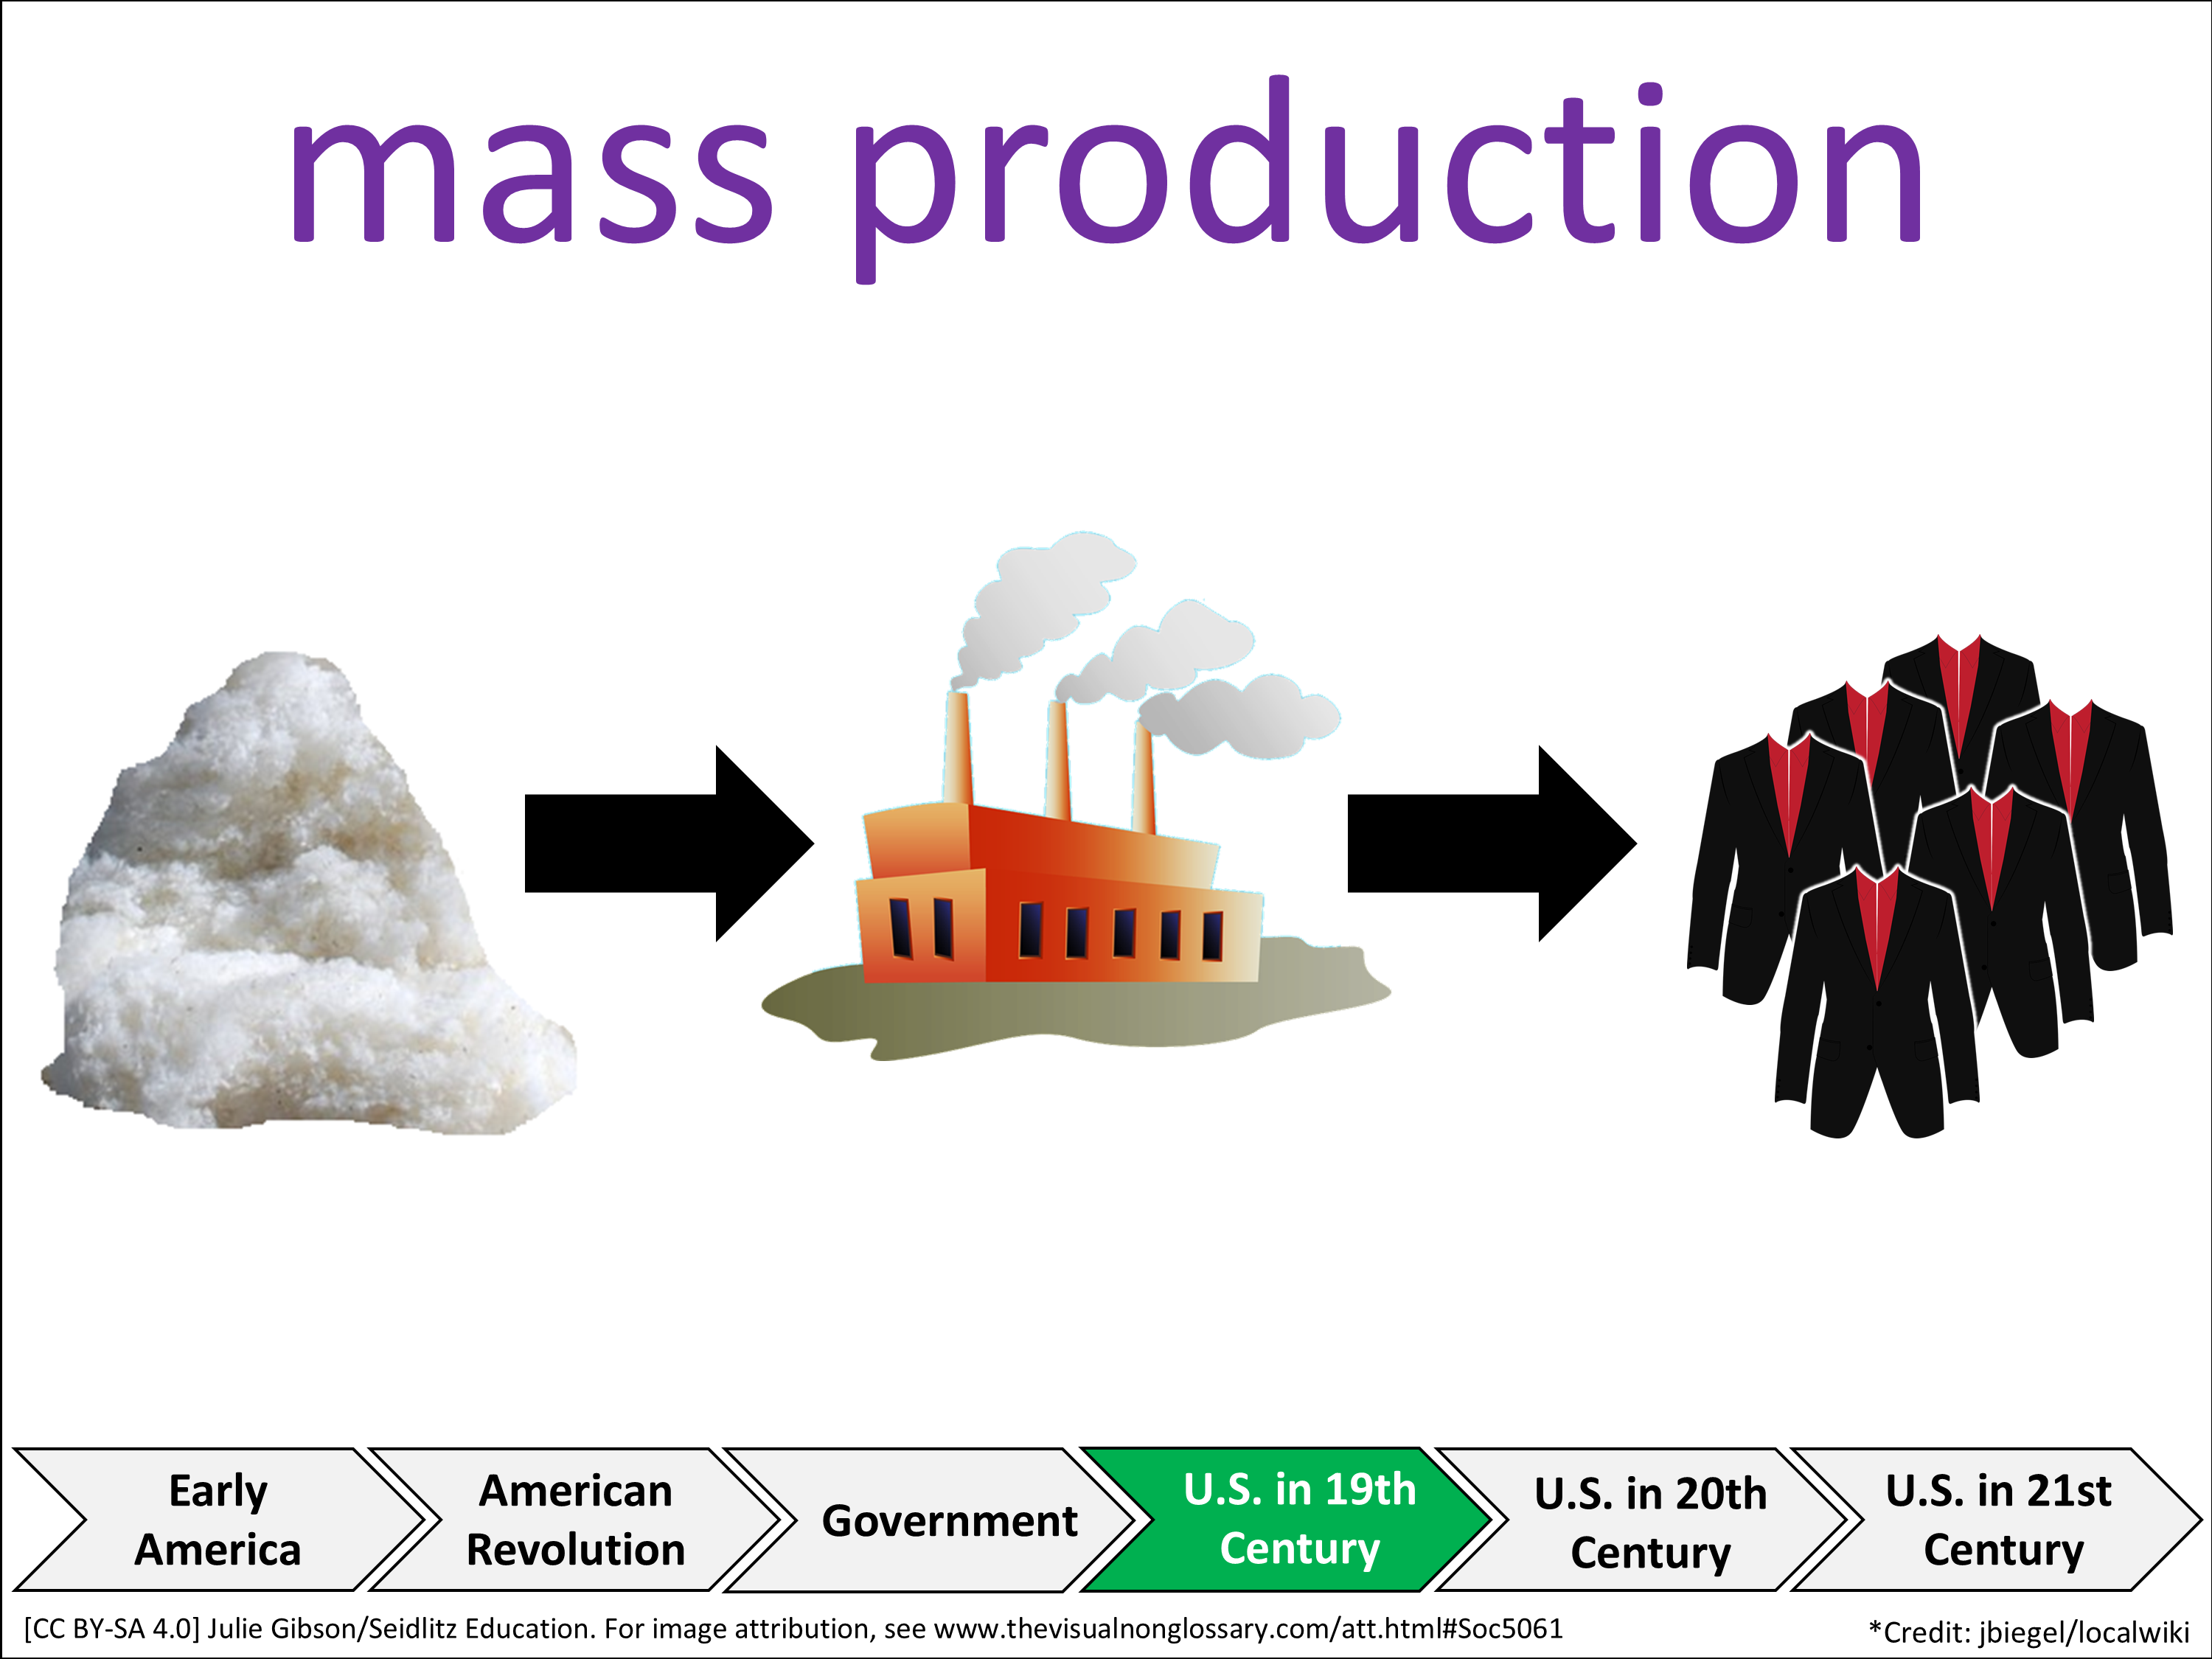 mass production
Early
America
American
Revolution
Government
U.S. in 19th
Century
U.S. in 20th
Century
U.S. in 21st
Century
[CC BY-SA 4.0] Julie Gibson/Seidlitz Education. For image attribution, see www.thevisualnonglossary.com/att.html#Soc5061
*Credit: jbiegel/localwiki